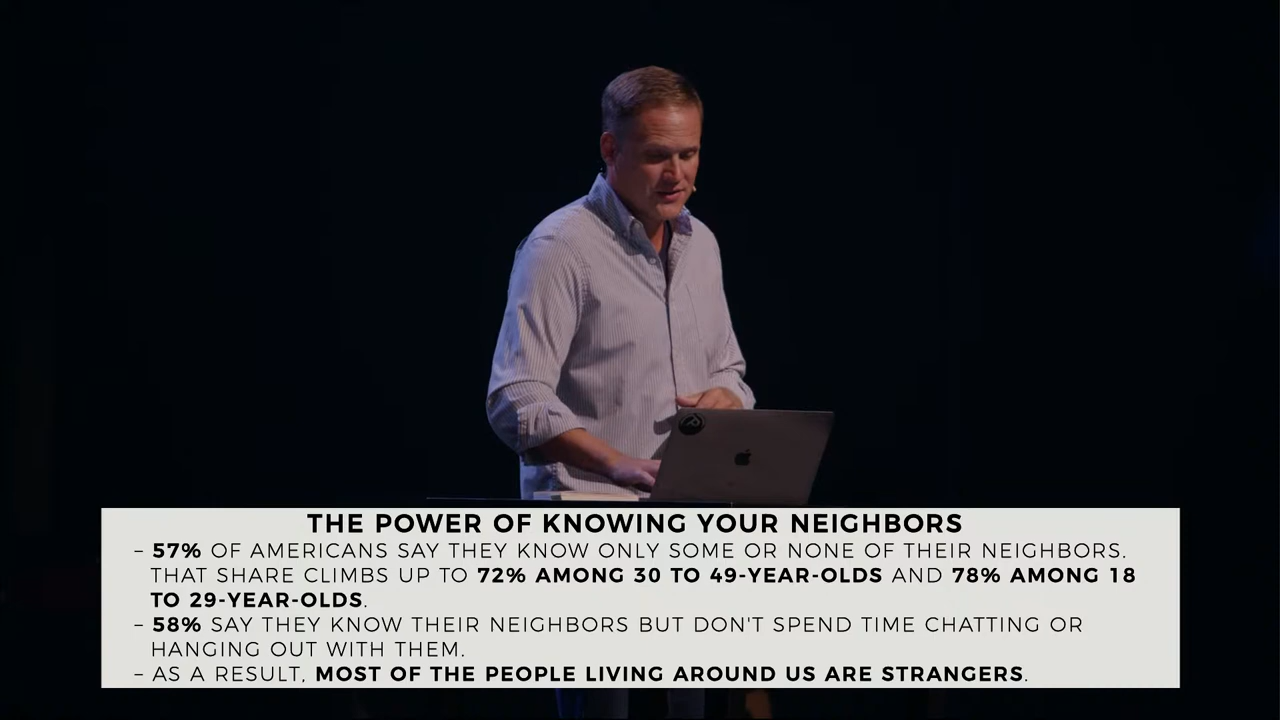 THE POWER OF KNOWING YOUR NEIGHBORS
– 57% OF AMERICANS SAY THEY KNOW ONLY SOME OR NONE OF THEIR NEIGHBORS.
THAT SHARE CLIMBS UP TO 72% AMONG 30 TO 49-YEAR-OLDS AND 78% AMONG 18
TO 29-YEAR-OLDS.
– 58% SAY THEY KNOW THEIR NEIGHBORS BUT DON'T SPEND TIME CHATTING OR
HANGING OUT WITH THEM.
– AS A RESULT, MOST OF THE PEOPLE LIVING AROUND US ARE STRANGERS.